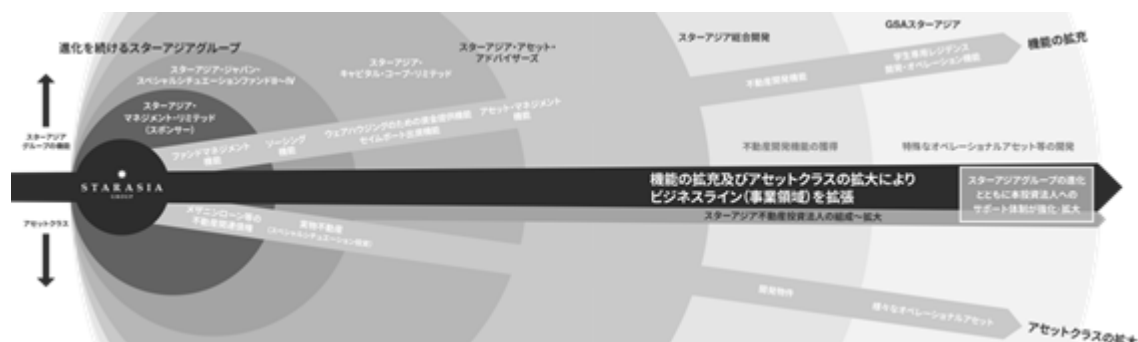 進化を続けるスターアジアグループ
スターアジア・ジャパン・
スペシャルシチュエーションファンドⅡ〜Ⅳ
スターアジア・
マネジメント・リミテッド
（スポンサー）
スターアジア・
キャピタル・コープ・リミテッド
スターアジア・アセット・
アドバイザーズ
スターアジア総合開発
GSAスターアジア
機能の拡充
スターアジア
グループの機能
ファンドマネジメント
機能
ソーシング
機能
ウェアハウジングのための資金提供機能
セイムボート出資機能
アセット・マネジメント
機能
不動産開発機能
学生専用レジデンス
開発・オペレーション機能
不動産開発機能の獲得
特殊なオペレーショナルアセット等の開発
STARASIA
GROUP
機能の拡充及びアセットクラスの拡大により
ビジネスライン（事業領域）を拡張
スターアジアグループの進化
とともに本投資法人への
サポート体制が強化・拡大
スターアジア不動産投資法人の組成〜拡大
アセットクラス
メザニンローン等の
不動産関連債権
実物不動産
（スペシャルシチュエーション投資）
開発物件
様々なオペレーショナルアセット
アセットクラスの拡大